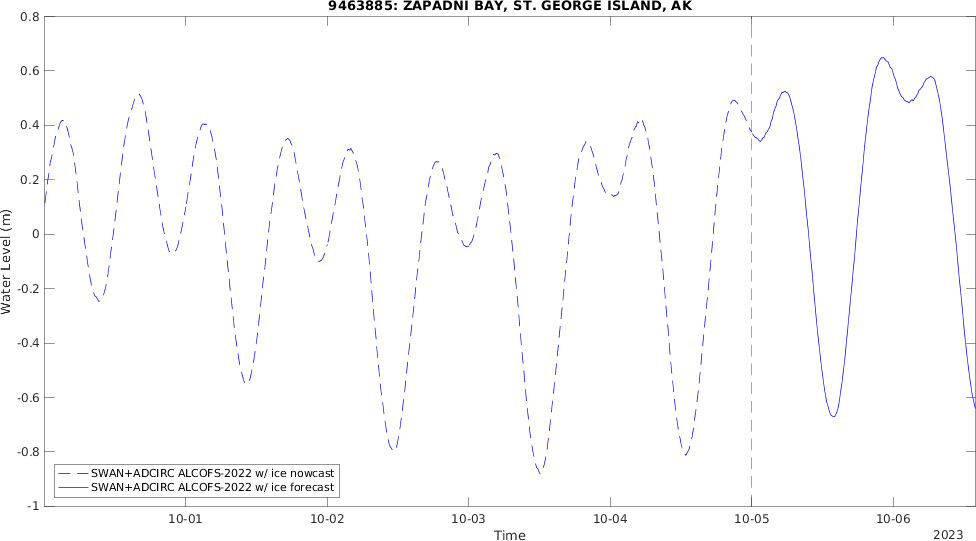 9463885: ZAPADNI BAY, ST. GEORGE ISLAND, AK
0.8
0.6
0.4
0.2
0
-0.2
-0.4
-0.6
-0.8
-1
Water Level (m)
SWAN+ADCIRC ALCOFS-2022 w/ ice nowcast
SWAN+ADCIRC ALCOFS-2022 w/ ice forecast
10-01 10-02 10-03 10-04 10-05 10-06
Time
2023